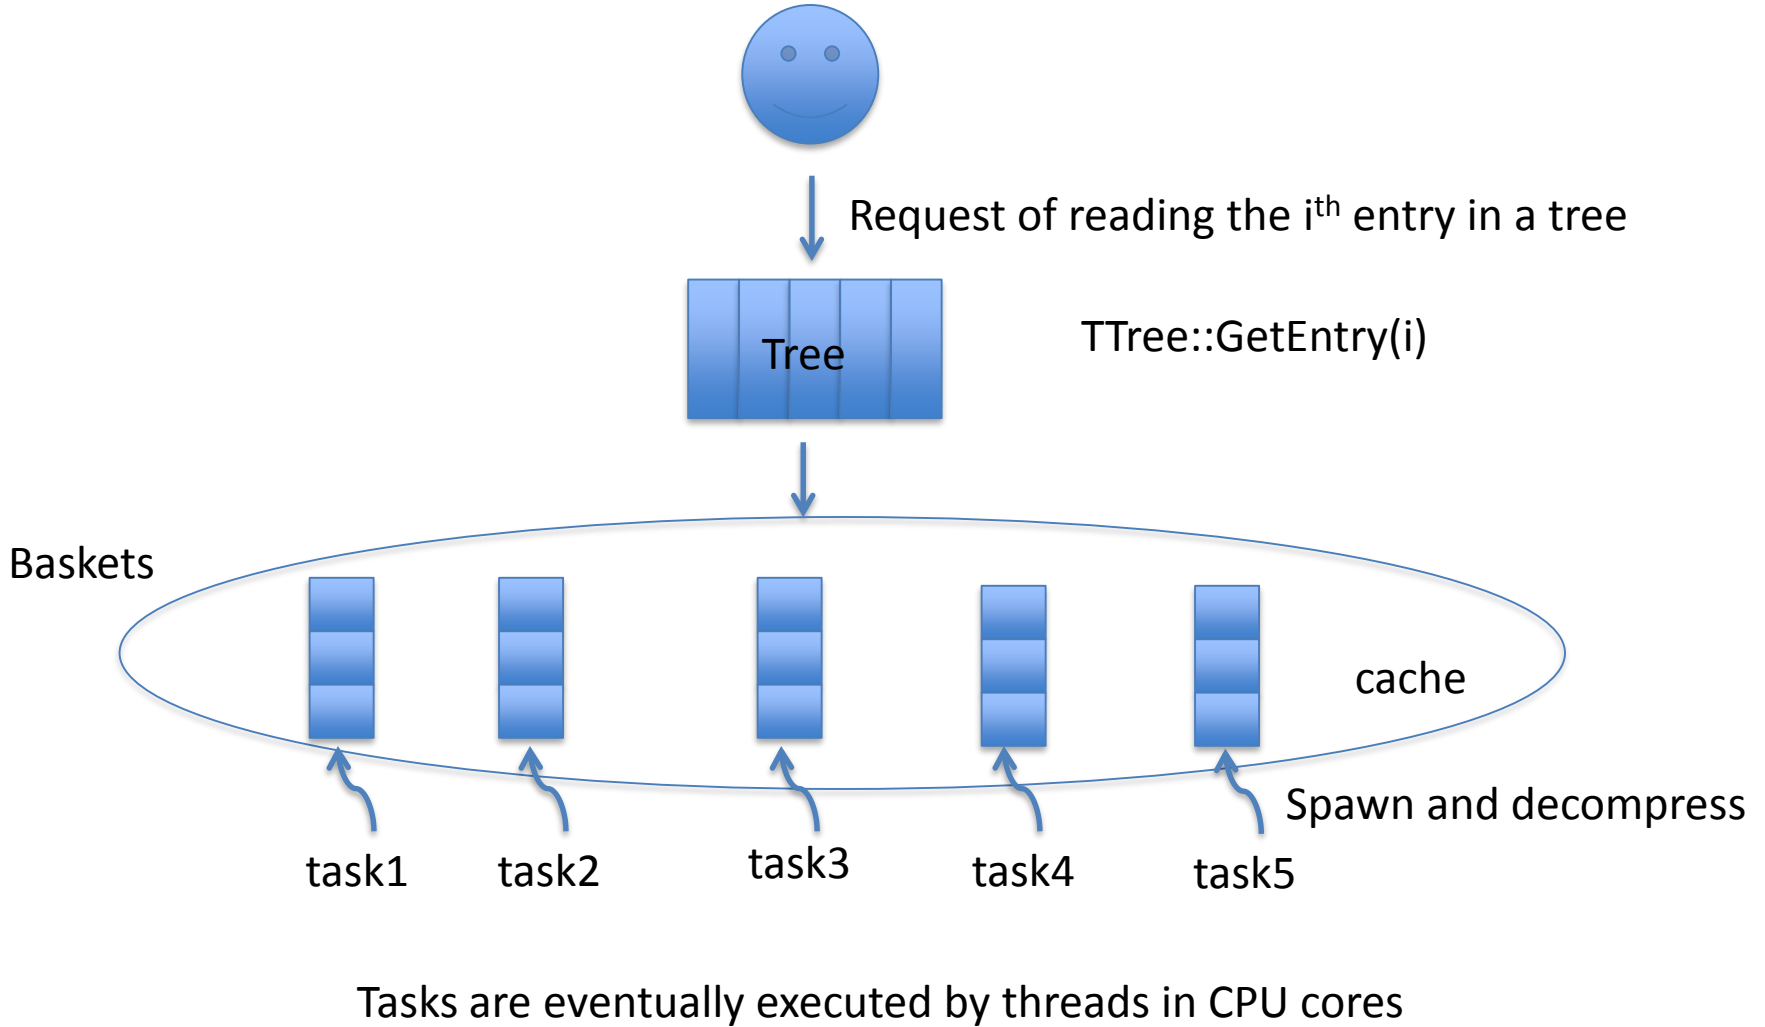 Request of reading the ith entry in a tree
TTree::GetEntry(i)
Tree
Baskets
cache
Spawn and decompress
task1
task2
task3
task4
task5
Tasks are eventually executed by threads in CPU cores